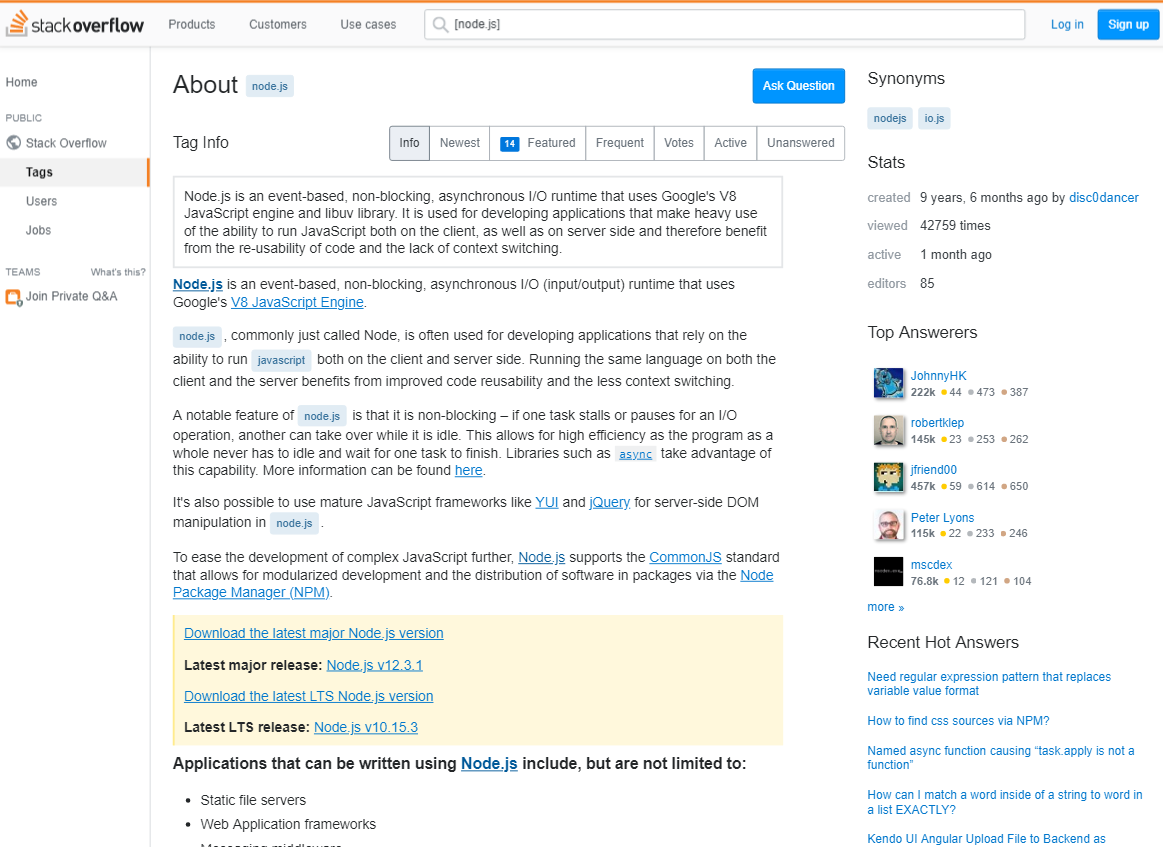 stackoverflow Products Customers Use cases [node.js] Log in Sign up
Home
PUBLIC
Stack Overflow
Tags
Users
Jobs
TEAMS What's this?
Join Private Q&A
About node.js Ask Question
Tag Info Info Newest 14 Featured Frequent Votes Active Unanswered
Node.js is an event-based, non-blocking, asynchronous I/O runtime that uses Google's V8
JavaScript engine and libuv library. It is used for developing applications that make heavy use
of the ability to run JavaScript both on the client, as well as on server side and therefore benefit
from the re-usability of code and the lack of context switching.
Node.js is an event-based, non-blocking, asynchronous I/O (input/output) runtime that uses
Google's V8 JavaScript Engine.
node.js , commonly just called Node, is often used for developing applications that rely on the
ability to run javascript both on the client and server side. Running the same language on both the
client and the server benefits from improved code reusability and the less context switching.
A notable feature of node.js is that it is non-blocking – if one task stalls or pauses for an I/O
operation, another can take over while it is idle. This allows for high efficiency as the program as a
whole never has to idle and wait for one task to finish. Libraries such as async take advantage of
this capability. More information can be found here.
It's also possible to use mature JavaScript frameworks like YUI and jQuery for server-side DOM
manipulation in node.js .
To ease the development of complex JavaScript further, Node.js supports the CommonJS standard
that allows for modularized development and the distribution of software in packages via the Node
Package Manager (NPM).
Download the latest major Node.js version
Latest major release: Node.js v12.3.1
Download the latest LTS Node.js version
Latest LTS release: Node.js v10.15.3
Applications that can be written using Node.js include, but are not limited to:
Static file servers
Web Application frameworks
Messaging middleware
Synonyms
nodejs io.js
Stats
created 9 years, 6 months ago by disc0dancer
viewed 42759 times
active 1 month ago
editors 85
Top Answerers
JohnnyHK
222k 44 473 387
robertklep
145k 23 253 262
jfriend00
457k 59 614 650
Peter Lyons
115k 22 233 246
mscdex
76.8k 12 121 104
more »
Recent Hot Answers
Need regular expression pattern that replaces
variable value format
How to find css sources via NPM?
Named async function causing “task.apply is not a
function”
How can I match a word inside of a string to word in
a list EXACTLY?
Kendo UI Angular Upload File to Backend as